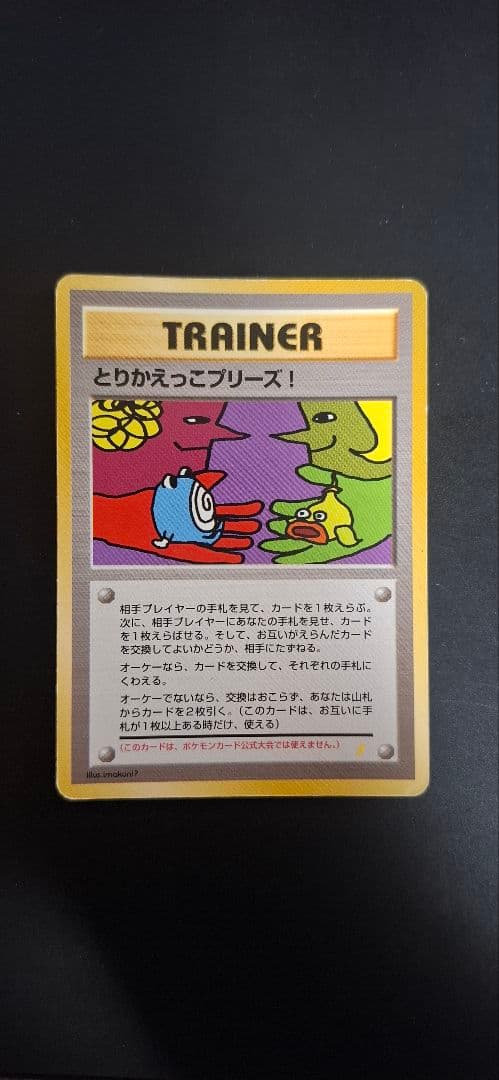 TRAINER
とりかえっこプリーズ！
相手プレイヤーの手札を見て、カードを１枚えらぶ。
次に、相手プレイヤーにあなたの手札を見せ、カード
を１枚えらばせる。そして、お互いがえらんだカード
を交換してよいかどうか、相手にたずねる。
オーケーなら、カードを交換して、それぞれの手札に
くわえる。
オーケーでないなら、交換はおこらず、あなたは山札
からカードを２枚引く。（このカードは、お互いに手
札が１枚以上ある時だけ、使える）
（このカードは、ポケモンカード公式大会では使えません。）
Illus.imakuni?